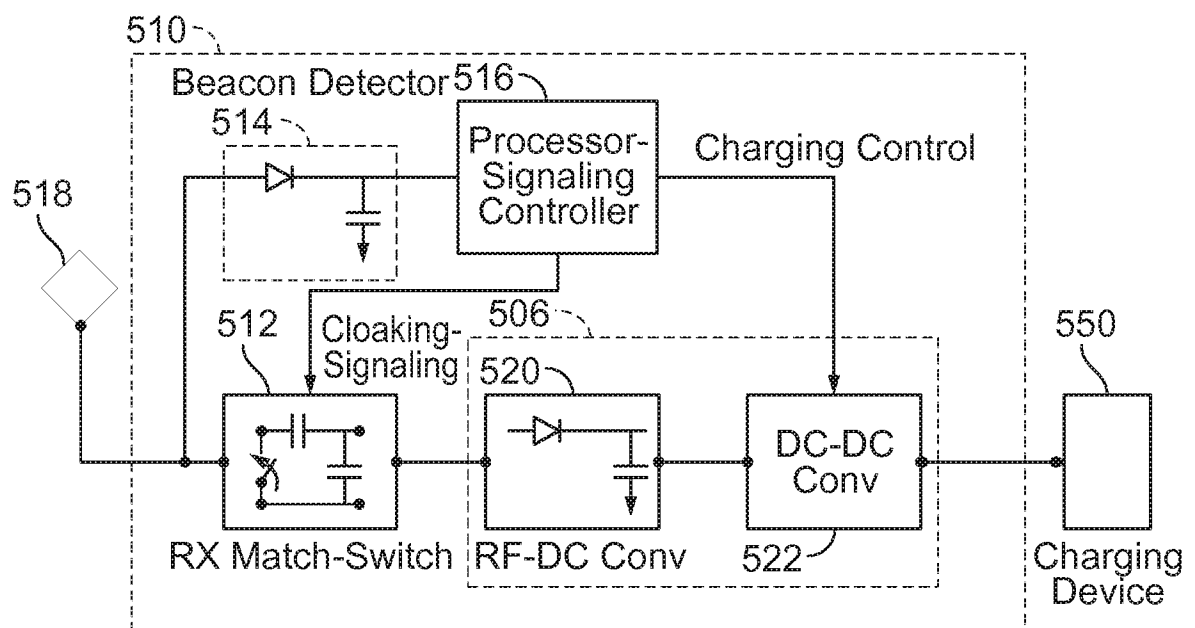 510
Beacon Detector
516
514
Processor-
Signaling
Controller
Charging Control
518
512
Cloaking-
Signaling
506
520
550
DC-DC
Conv
RX Match-Switch
RF-DC Conv
522
Charging
Device